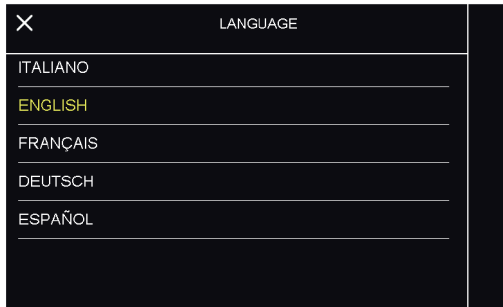 LANGUAGE
ITALIANO
ENGLISH
FRANÇAIS
DEUTSCH
ESPAÑOL